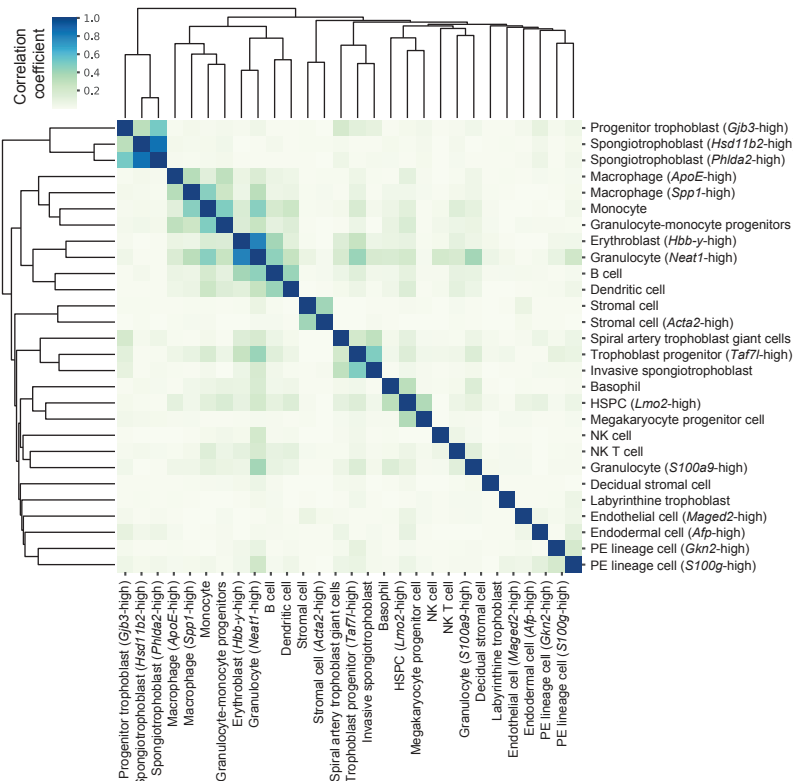 Correlation
coefficient
1.0
0.8
0.6
0.4
0.2
Progenitor trophoblast (Gjb3-high)
Spongiotrophoblast (Hsd11b2-high
Spongiotrophoblast (Phlda2-high)
Macrophage (ApoE-high)
Macrophage (Spp1-high)
Monocyte
Granulocyte-monocyte progenitors
Erythroblast (Hbb-y-high)
Granulocyte (Neat1-high)
B cell
Dendritic cell
Stromal cell
Stromal cell (Acta2-high)
Spiral artery trophoblast giant cells
Trophoblast progenitor (Taf7l-high)
Invasive spongiotrophoblast
Basophil
HSPC (Lmo2-high)
Megakaryocyte progenitor cell
NK cell
NK T cell
Granulocyte (S100a9-high)
Decidual stromal cell
Labyrinthine trophoblast
Endothelial cell (Maged2-high)
Endodermal cell (Afp-high)
PE lineage cell (Gkn2-high)
PE lineage cell (S100g-high)
Progenitor trophoblast (Gjb3-high)
Spongiotrophoblast (Hsd11b2-high)
Spongiotrophoblast (Phlda2-high)
Macrophage (ApoE-high)
Macrophage (Spp1-high)
Monocyte
Granulocyte-monocyte progenitors
Erythroblast (Hbb-y-high)
Granulocyte (Neat1-high)
B cell
Dendritic cell
Stromal cell
Stromal cell (Acta2-high)
Spiral artery trophoblast giant cells
Trophoblast progenitor (Taf7l-high)
Invasive spongiotrophoblast
Basophil
HSPC (Lmo2-high)
Megakaryocyte progenitor cell
NK cell
NK T cell
Granulocyte (S100a9-high)
Decidual stromal cell
Labyrinthine trophoblast
Endothelial cell (Maged2-high)
Endodermal cell (Afp-high)
PE lineage cell (Gkn2-high)
PE lineage cell (S100g-high)